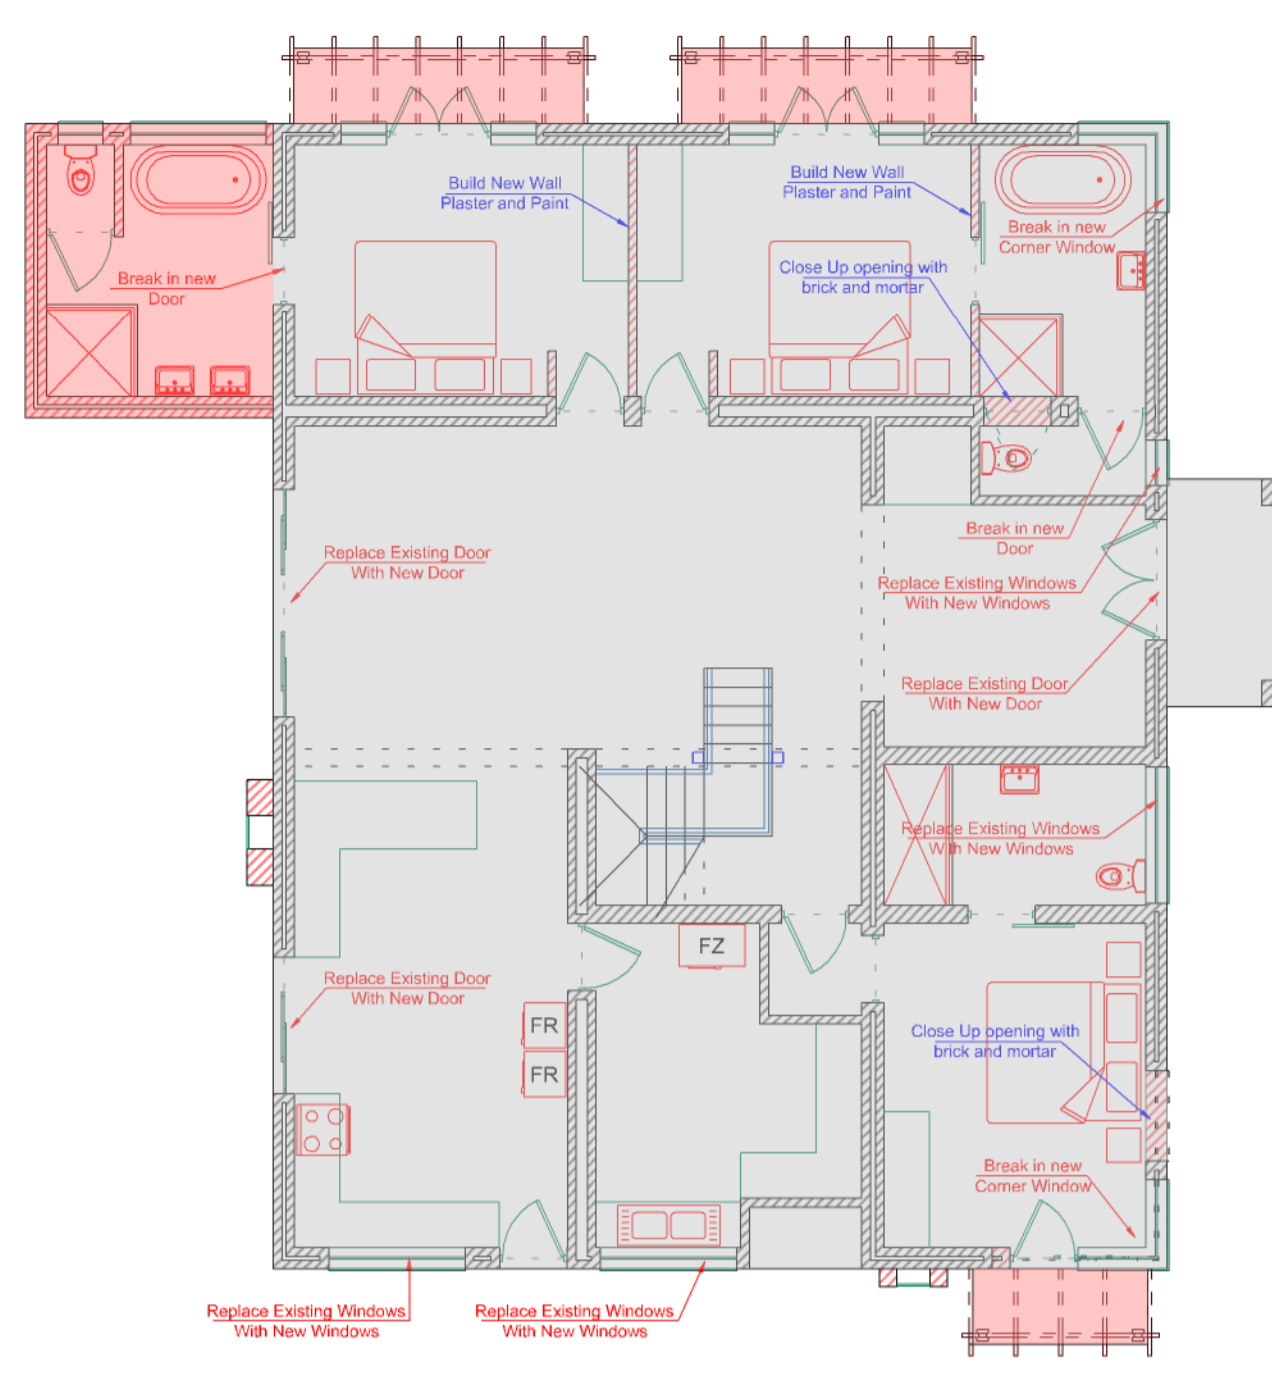 Build New Wall
Plaster and Paint
Build New Wall
Plaster and Paint
Break in new
Corner Window
Close Up opening with
brick and mortar
Break in new
Door
Break in new
Door
Replace Existing Door
With New Door
Replace Existing Windows
With New Windows
Replace Existing Door
With New Door
Replace Existing Windows
With New Windows
FZ
Replace Existing Door
With New Door
FR
FR
Close Up opening with
brick and mortar
Break in new
Corner Window
Replace Existing Windows
With New Windows
Replace Existing Windows
With New Windows